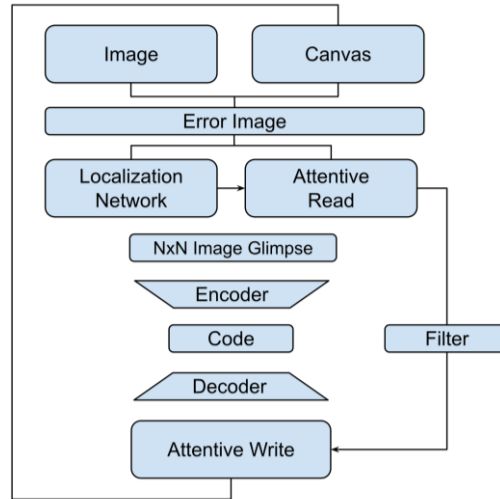 Image
Canvas
Error Image
Localization
Network
Attentive
Read
NxN Image Glimpse
Encoder
Code
Filter
Decoder
Attentive Write